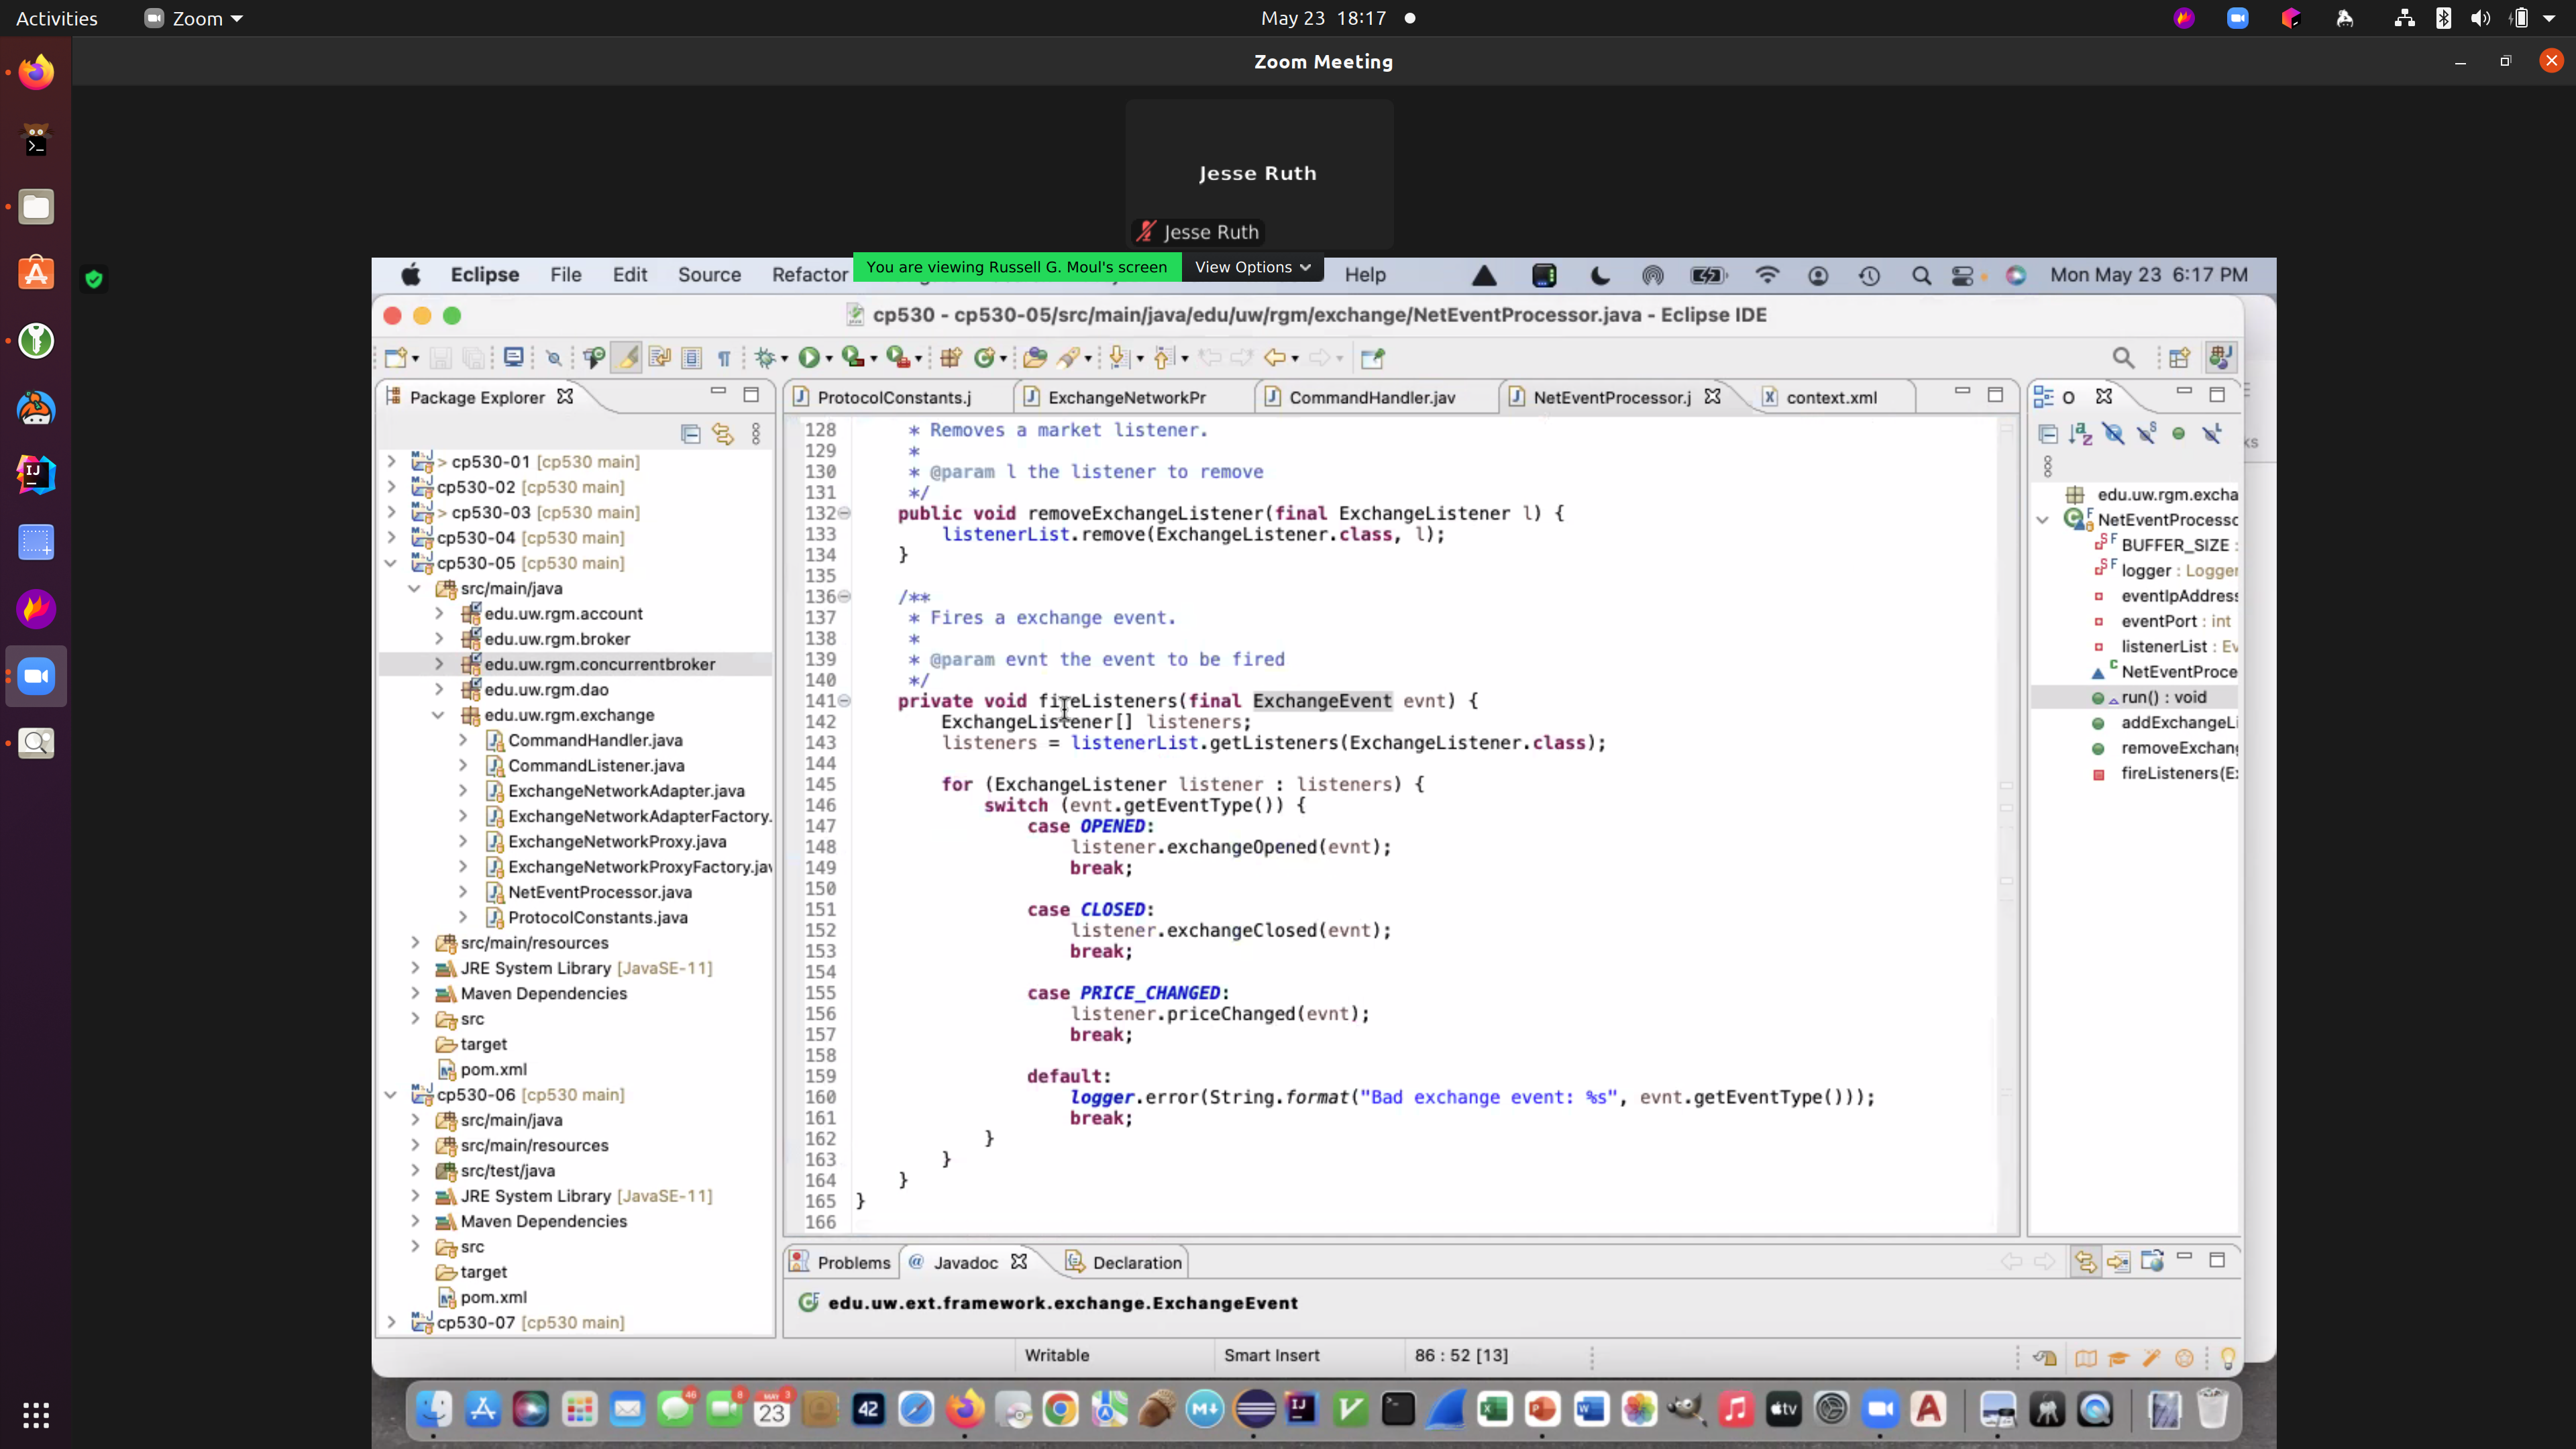 Activities
Zoom
May 23 18:17
Zoom Meeting
Jesse Ruth
Jesse Ruth
Eclipse File Edit Source Refactor
You are viewing Russell G. Moul's screen
View Options
Help
Mon May 23 6:17 PM
cp530 - cp530-05/src/main/java/edu/uw/rgm/exchange/NetEventProcessor.java - Eclipse IDE
Package Explorer
> cp530-01 [cp530 main]
cp530-02 [cp530 main]
> cp530-03 [cp530 main]
cp530-04 [cp530 main]
cp530-05 [cp530 main]
src/main/java
edu.uw.rgm.account
edu.uw.rgm.broker
edu.uw.rgm.concurrentbroker
edu.uw.rgm.dao
edu.uw.rgm.exchange
CommandHandler.java
CommandListener.java
ExchangeNetworkAdapter.java
ExchangeNetworkAdapterFactory.
ExchangeNetworkProxy.java
ExchangeNetworkProxyFactory.jav
NetEventProcessor.java
ProtocolConstants.java
src/main/resources
JRE System Library [JavaSE-11]
Maven Dependencies
src
target
pom.xml
cp530-06 [cp530 main]
src/main/java
src/main/resources
src/test/java
JRE System Library [JavaSE-11]
Maven Dependencies
src
target
pom.xml
cp530-07 [cp530 main]
ProtocolConstants.j
ExchangeNetworkPr
CommandHandler.jav
NetEventProcessor.j
context.xml
128 * Removes a market listener.
129 *
130 * @param l the listener to remove
131 */
132 public void removeExchangeListener(final ExchangeListener l) {
133 listenerList.remove(ExchangeListener.class, l);
134 }
135
136 /**
137 * Fires a exchange event.
138 *
139 * @param evnt the event to be fired
140 */
141 private void fireListeners(final ExchangeEvent evnt) {
142 ExchangeListener[] listeners;
143 listeners = listenerList.getListeners(ExchangeListener.class);
144
145 for (ExchangeListener listener : listeners) {
146 switch (evnt.getEventType()) {
147 case OPENED:
148 listener.exchangeOpened(evnt);
149 break;
150
151 case CLOSED:
152 listener.exchangeClosed(evnt);
153 break;
154
155 case PRICE_CHANGED:
156 listener.priceChanged(evnt);
157 break;
158
159 default:
160 logger.error(String.format("Bad exchange event: %s", evnt.getEventType()));
161 break;
162 }
163 }
164 }
165 }
166
O
edu.uw.rgm.excha
NetEventProcessc
BUFFER_SIZE :
logger : Logger
eventIpAddress
eventPort : int
listenerList : Ev
NetEventProce
run() : void
addExchangeLi
removeExchang
fireListeners(Ex
Problems
@ Javadoc
Declaration
edu.uw.ext.framework.exchange.ExchangeEvent
Writable
Smart Insert
86 : 52 [13]
46
8
MAY
23
3
42
M
IJ
tv